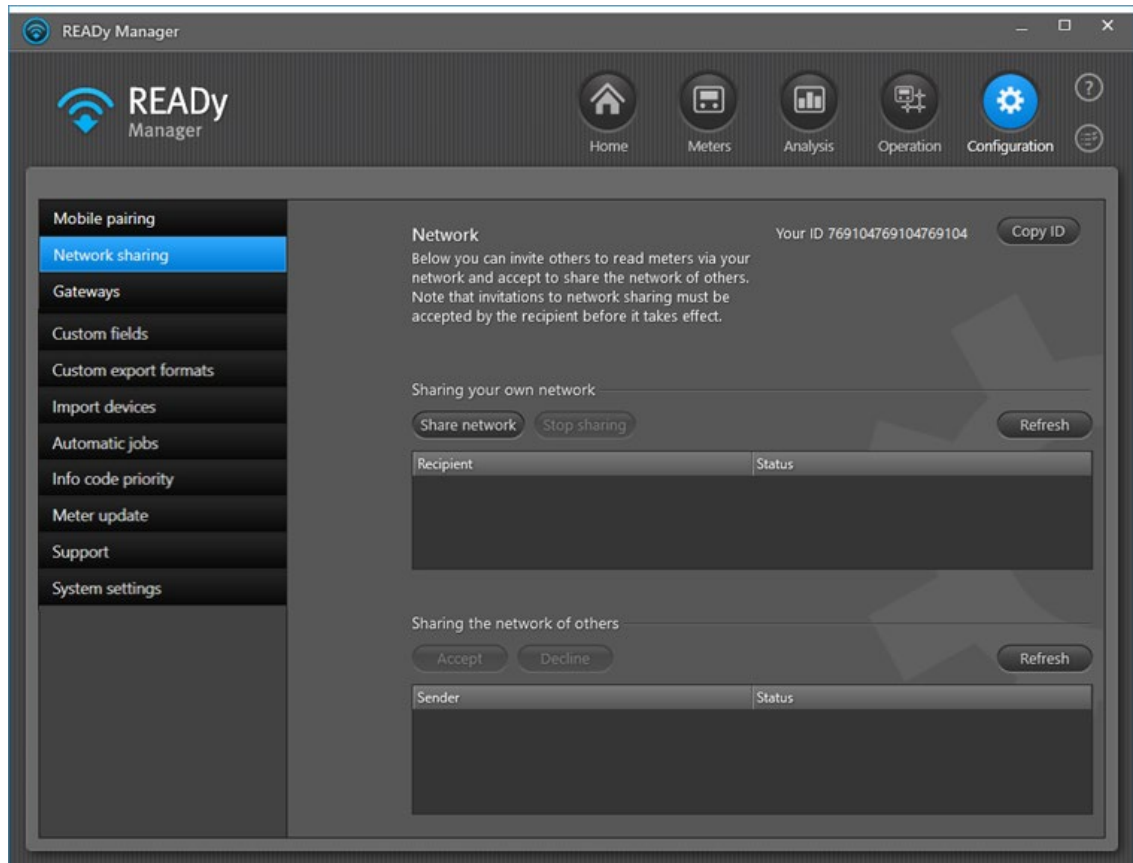 READy Manager
READy
Manager
?
Home
Meters
Analysis
Operation
Configuration
Mobile pairing
Network sharing
Gateways
Custom fields
Custom export formats
Import devices
Automatic jobs
Info code priority
Meter update
Support
System settings
Network
Your ID 769104769104769104
Copy ID
Below you can invite others to read meters via your
network and accept to share the network of others.
Note that invitations to network sharing must be
accepted by the recipient before it takes effect.
Sharing your own network
Share network
Stop sharing
Refresh
Recipient
Status
Sharing the network of others
Accept
Decline
Refresh
Sender
Status